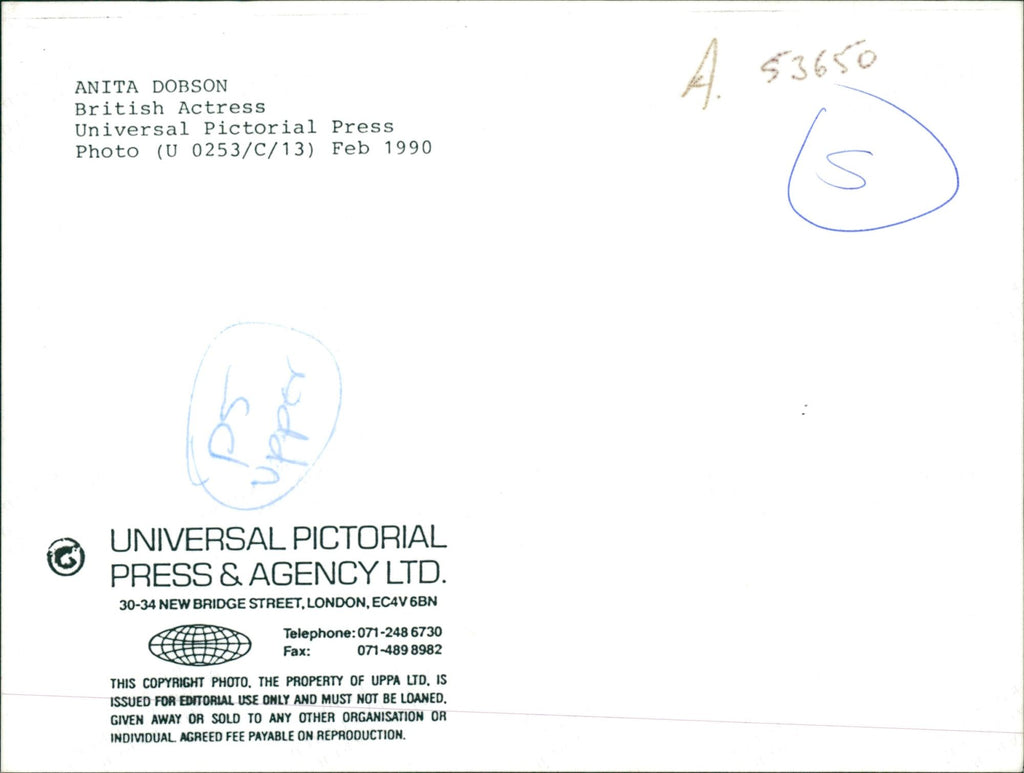 ANITA DOBSON
British Actress
Universal Pictorial Press
Photo (U 0253/C/13) Feb 1990
A. 53650
S
PS
UPPA
UNIVERSAL PICTORIAL
PRESS & AGENCY LTD.
30-34 NEW BRIDGE STREET, LONDON, EC4V 6BN
Telephone: 071-248 6730
Fax: 071-489 8982
THIS COPYRIGHT PHOTO, THE PROPERTY OF UPPA LTD, IS
ISSUED FOR EDITORIAL USE ONLY AND MUST NOT BE LOANED,
GIVEN AWAY OR SOLD TO ANY OTHER ORGANISATION OR
INDIVIDUAL. AGREED FEE PAYABLE ON REPRODUCTION.